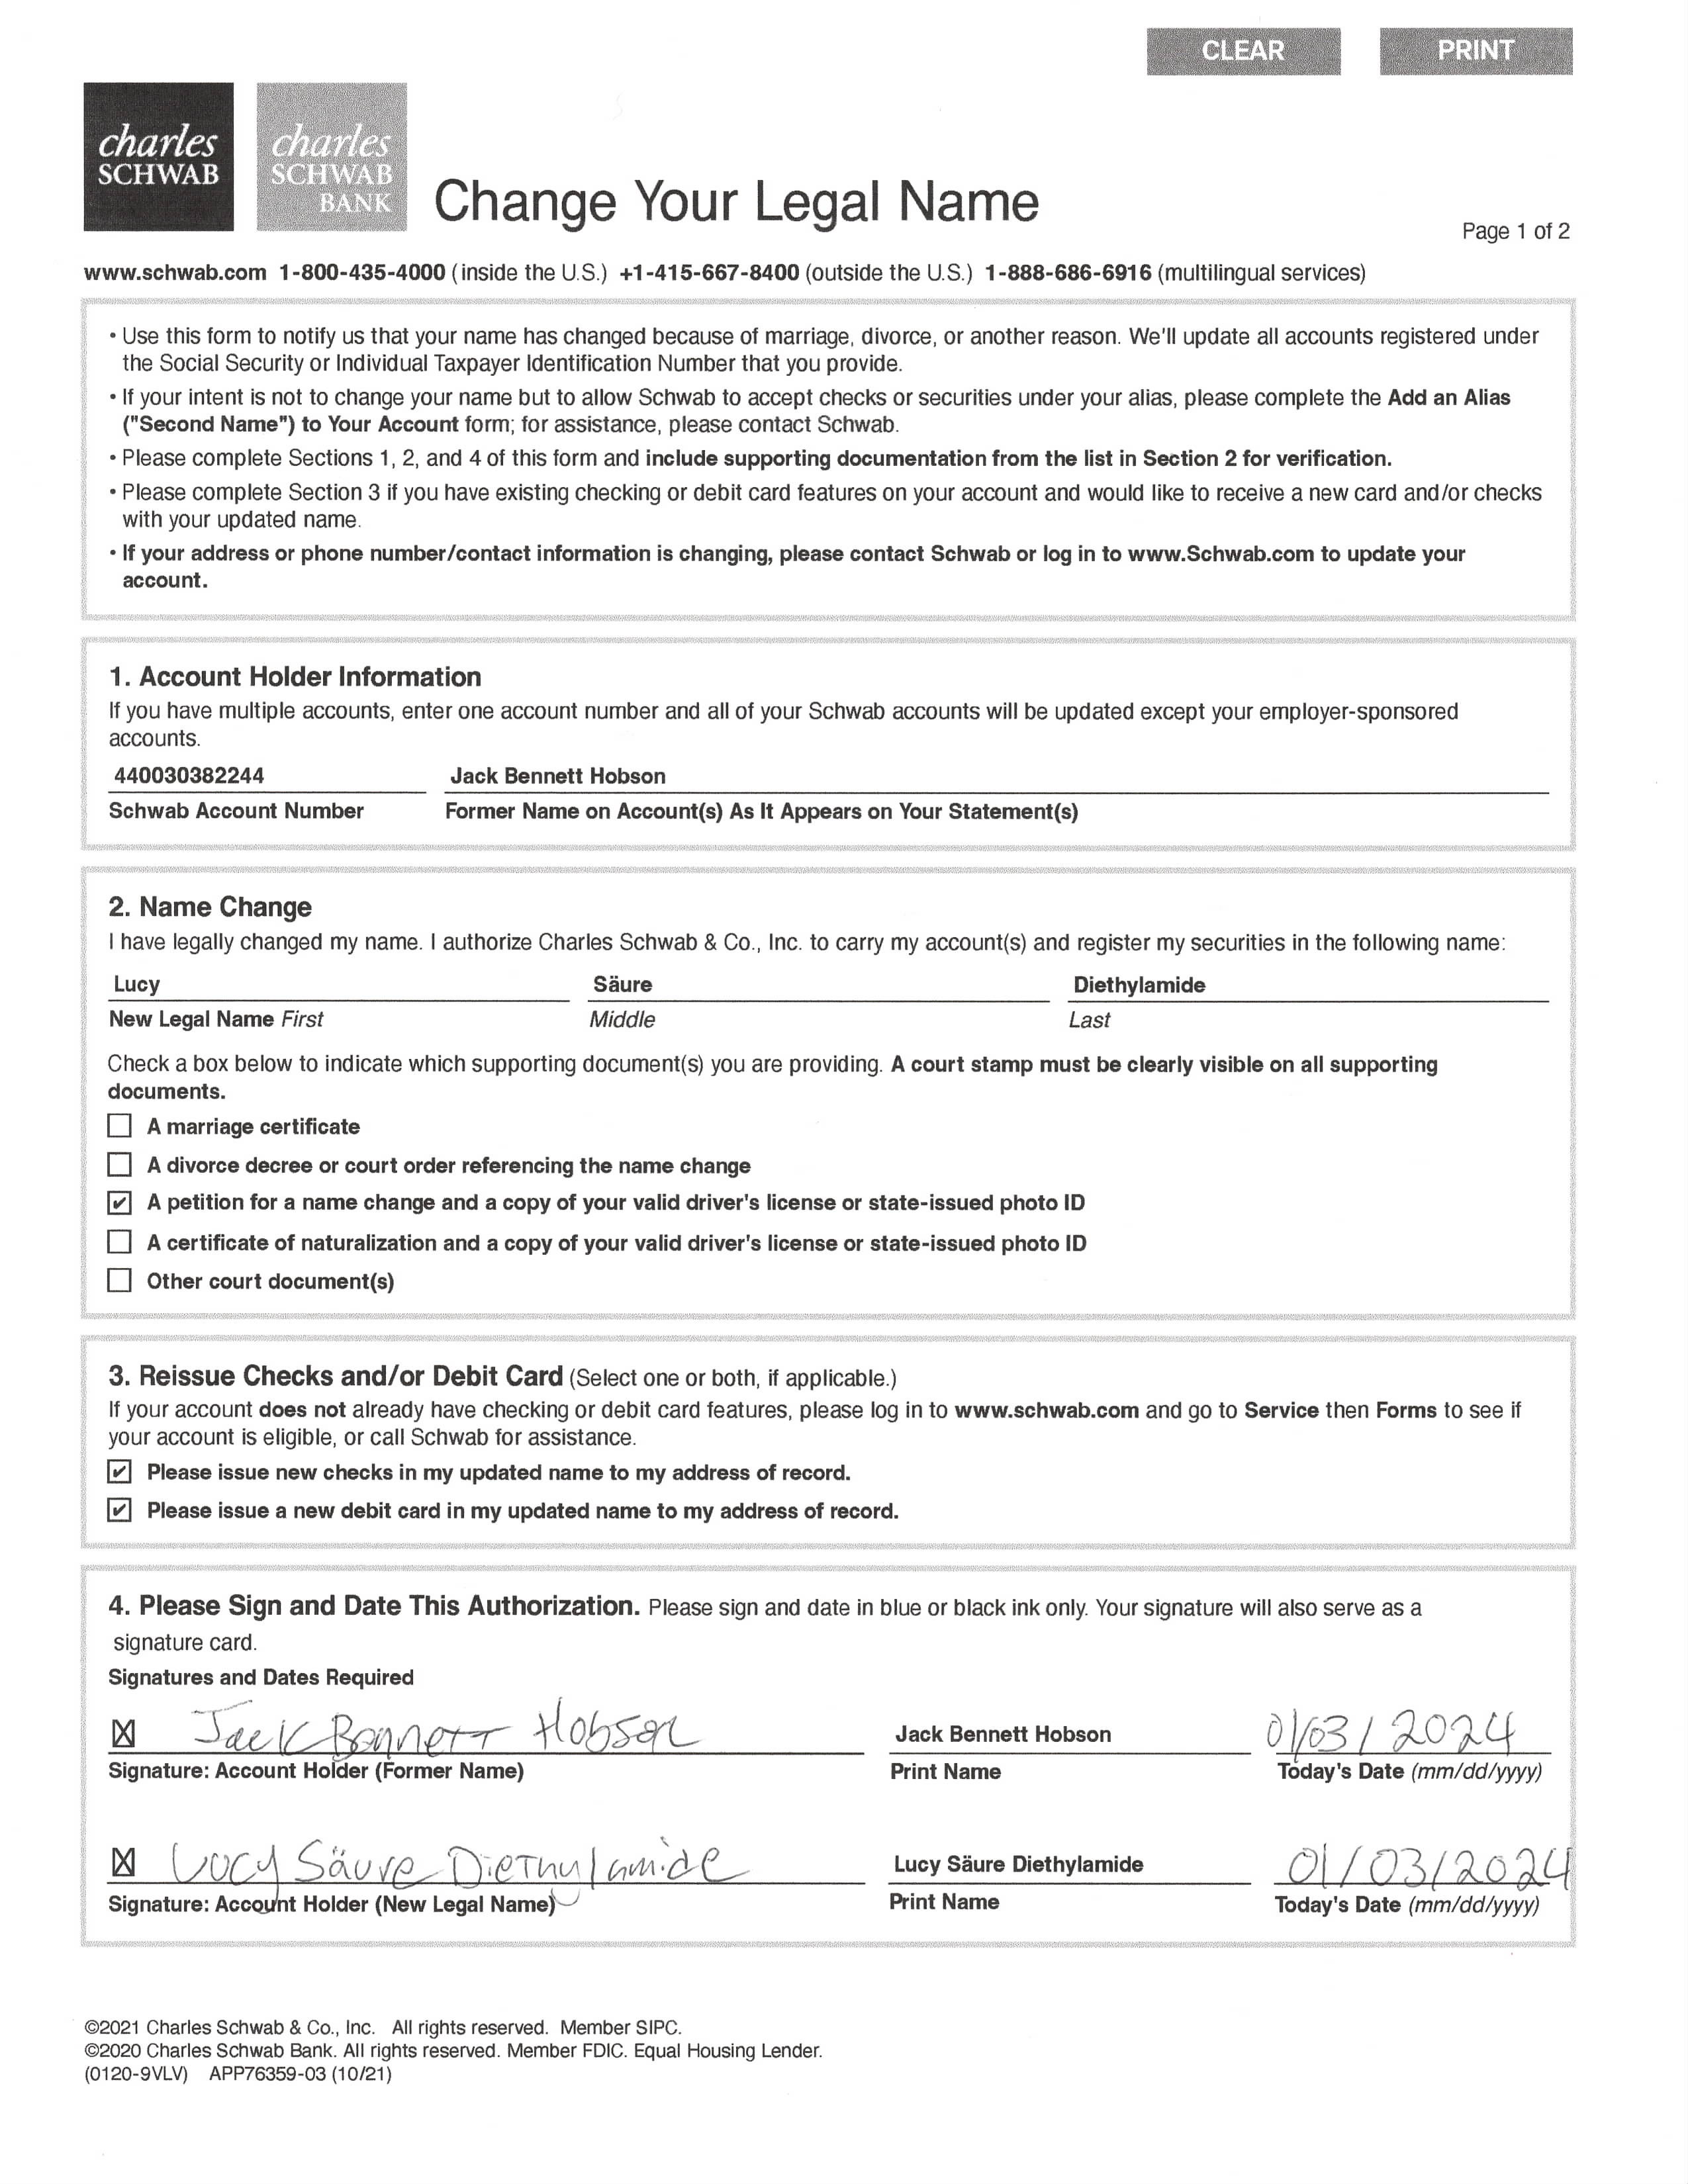 CLEAR PRINT
charles
SCHWAB
charles
SCHWAB
BANK
Change Your Legal Name
Page 1 of 2
www.schwab.com 1-800-435-4000 (inside the U.S.) +1-415-667-8400 (outside the U.S.) 1-888-686-6916 (multilingual services)
• Use this form to notify us that your name has changed because of marriage, divorce, or another reason. We'll update all accounts registered under
the Social Security or Individual Taxpayer Identification Number that you provide.
• If your intent is not to change your name but to allow Schwab to accept checks or securities under your alias, please complete the Add an Alias
("Second Name") to Your Account form; for assistance, please contact Schwab.
• Please complete Sections 1, 2, and 4 of this form and include supporting documentation from the list in Section 2 for verification.
• Please complete Section 3 if you have existing checking or debit card features on your account and would like to receive a new card and/or checks
with your updated name.
• If your address or phone number/contact information is changing, please contact Schwab or log in to www.Schwab.com to update your
account.
1. Account Holder Information
If you have multiple accounts, enter one account number and all of your Schwab accounts will be updated except your employer-sponsored
accounts.
440030382244 Jack Bennett Hobson
Schwab Account Number Former Name on Account(s) As It Appears on Your Statement(s)
2. Name Change
I have legally changed my name. I authorize Charles Schwab & Co., Inc. to carry my account(s) and register my securities in the following name:
Lucy Säure Diethylamide
New Legal Name First Middle Last
Check a box below to indicate which supporting document(s) you are providing. A court stamp must be clearly visible on all supporting
documents.
A marriage certificate
A divorce decree or court order referencing the name change
A petition for a name change and a copy of your valid driver's license or state-issued photo ID
A certificate of naturalization and a copy of your valid driver's license or state-issued photo ID
Other court document(s)
3. Reissue Checks and/or Debit Card (Select one or both, if applicable.)
If your account does not already have checking or debit card features, please log in to www.schwab.com and go to Service then Forms to see if
your account is eligible, or call Schwab for assistance.
Please issue new checks in my updated name to my address of record.
Please issue a new debit card in my updated name to my address of record.
4. Please Sign and Date This Authorization. Please sign and date in blue or black ink only. Your signature will also serve as a
signature card.
Signatures and Dates Required
Jack Bennett Hobson Jack Bennett Hobson 01/03/2024
Signature: Account Holder (Former Name) Print Name Today's Date (mm/dd/yyyy)
Lucy Säure Diethylamide Lucy Säure Diethylamide 01/03/2024
Signature: Account Holder (New Legal Name) Print Name Today's Date (mm/dd/yyyy)
©2021 Charles Schwab & Co., Inc. All rights reserved. Member SIPC.
©2020 Charles Schwab Bank. All rights reserved. Member FDIC. Equal Housing Lender.
(0120-9VLV) APP76359-03 (10/21)